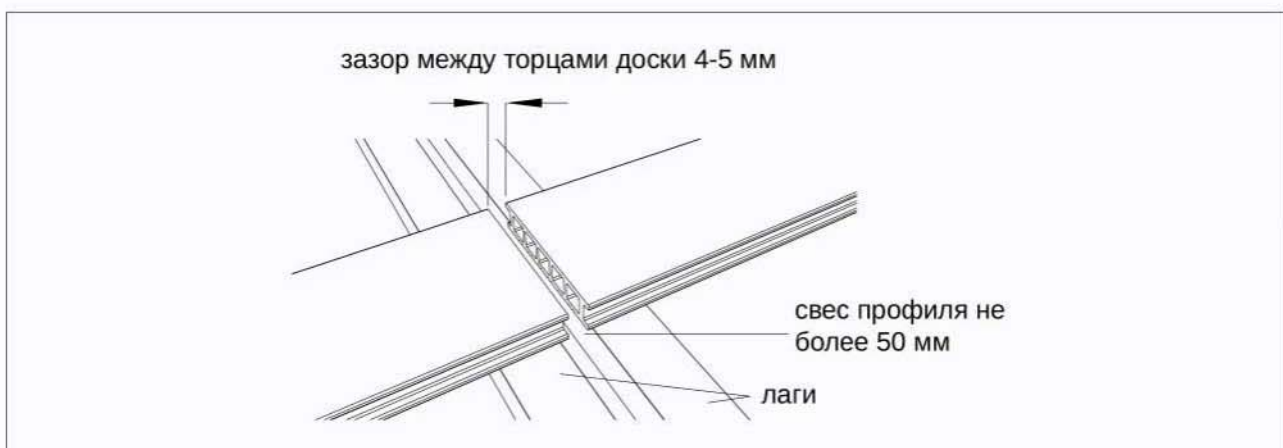 зазор между торцами доски 4-5 мм
свес профиля не
более 50 мм
лаги